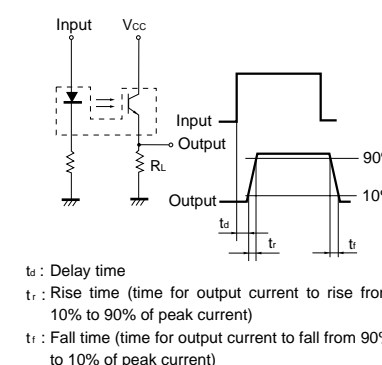 Input
Vcc
Input
Output
RL
90%
Output
10%
td
tr
tf
td : Delay time
tr : Rise time (time for output current to rise from
10% to 90% of peak current)
tf : Fall time (time for output current to fall from 90%
to 10% of peak current)